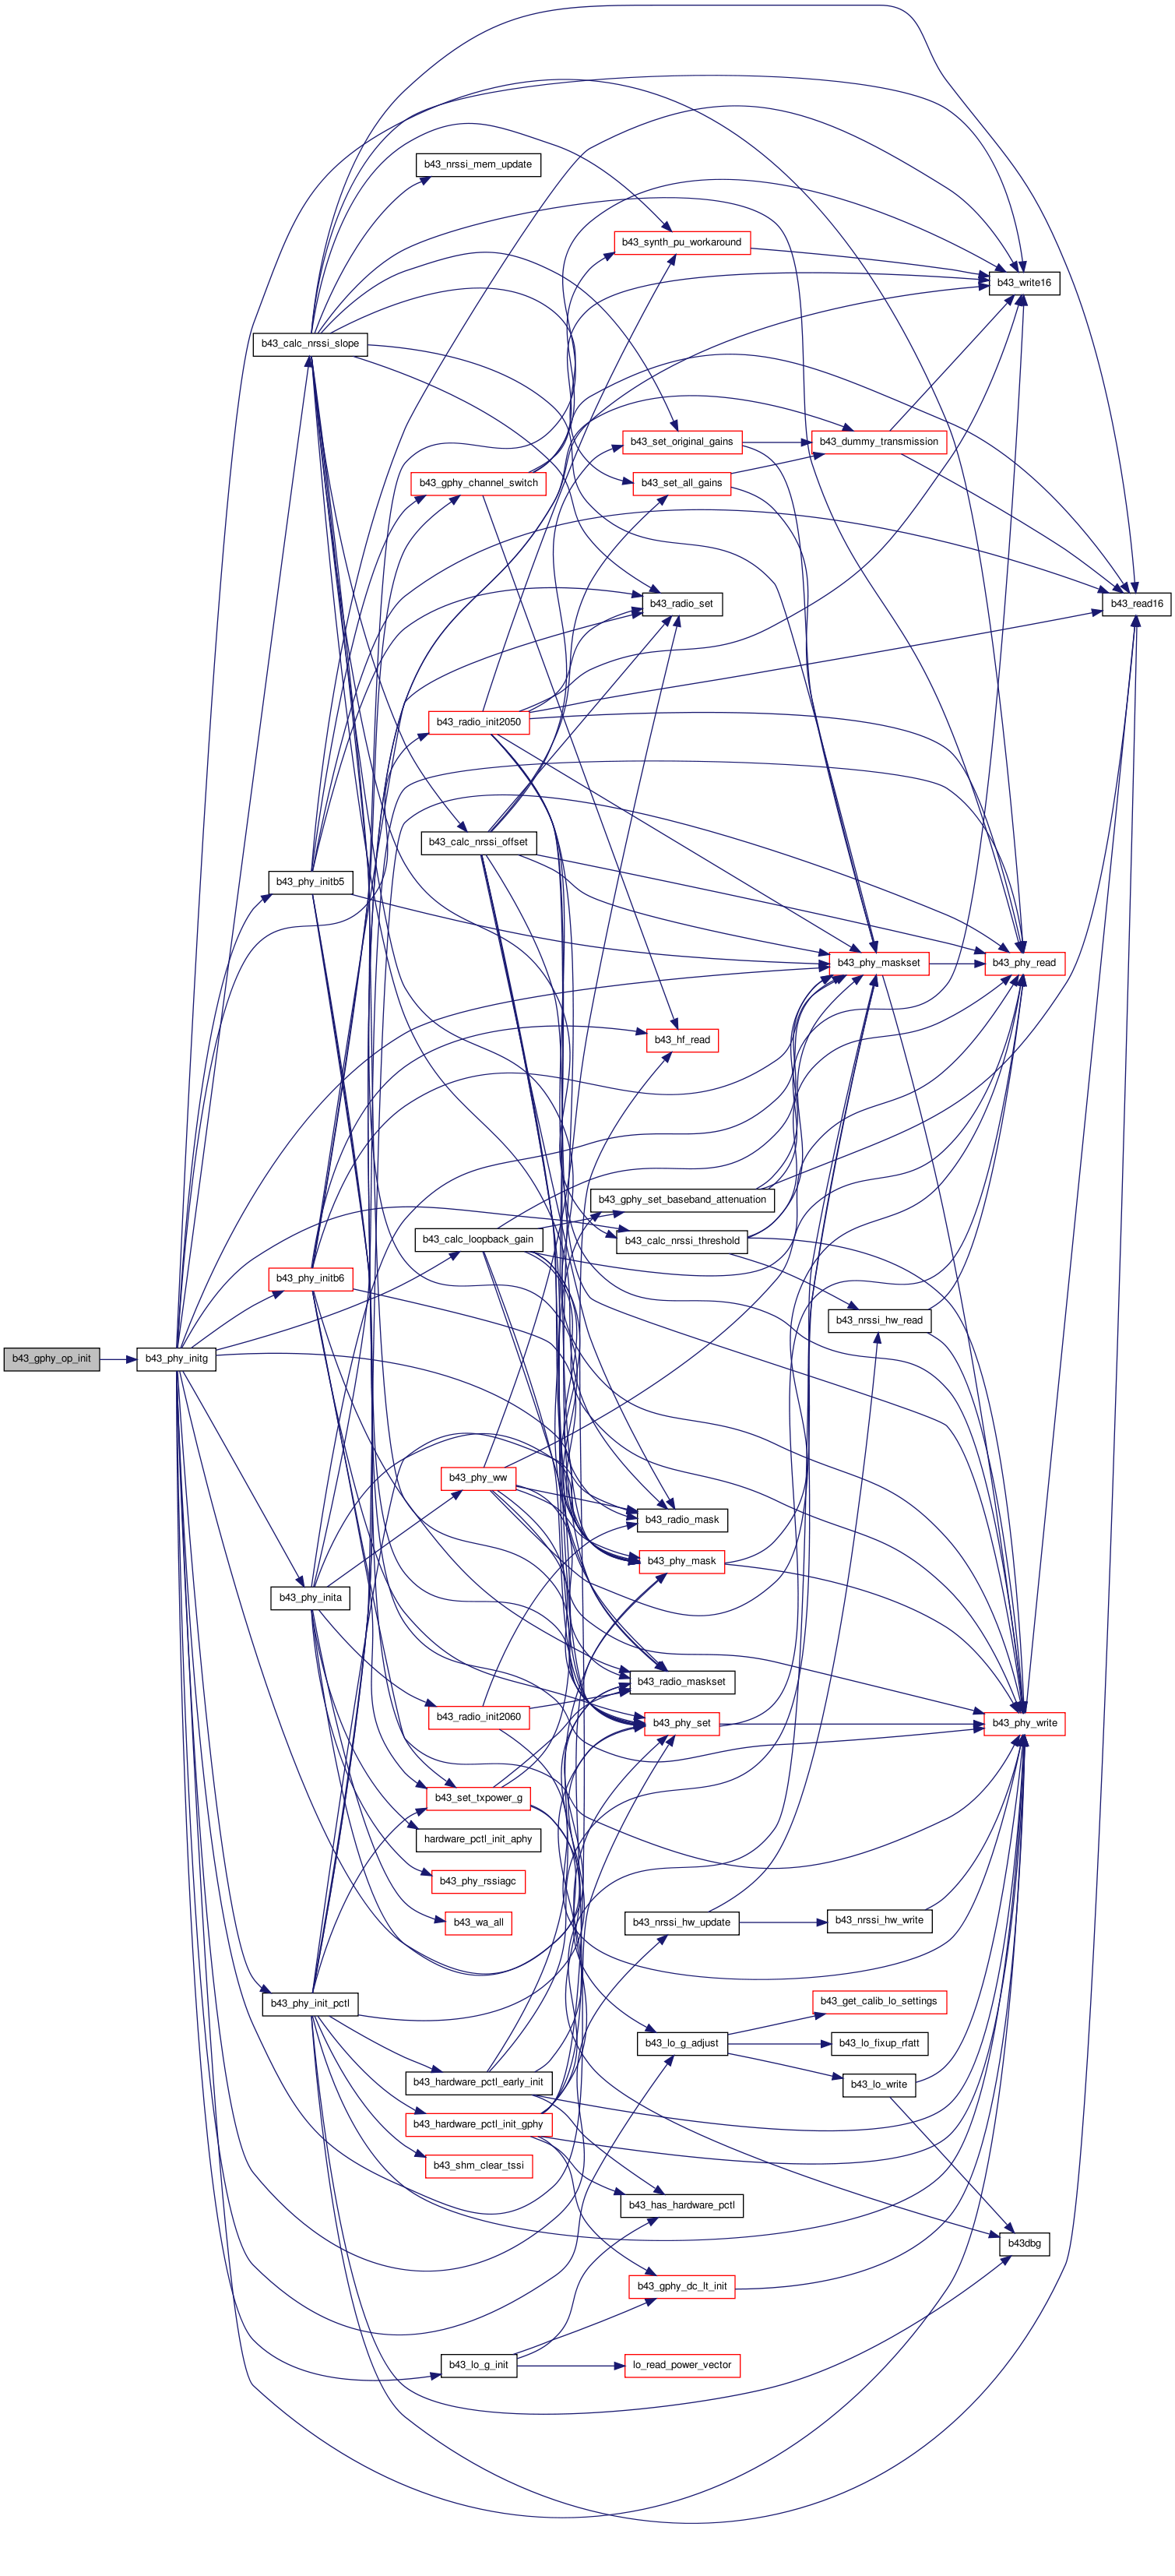 b43_nrssi_mem_update
b43_synth_pu_workaround
b43_write16
b43_calc_nrssi_slope
b43_set_original_gains
b43_dummy_transmission
b43_gphy_channel_switch
b43_set_all_gains
b43_radio_set
b43_read16
b43_radio_init2050
b43_calc_nrssi_offset
b43_phy_initb5
b43_phy_maskset
b43_phy_read
b43_hf_read
b43_gphy_set_baseband_attenuation
b43_calc_loopback_gain
b43_calc_nrssi_threshold
b43_phy_initb6
b43_nrssi_hw_read
b43_gphy_op_init
b43_phy_initg
b43_phy_ww
b43_radio_mask
b43_phy_mask
b43_phy_inita
b43_radio_maskset
b43_radio_init2060
b43_phy_set
b43_phy_write
b43_set_txpower_g
hardware_pctl_init_aphy
b43_phy_rssiagc
b43_wa_all
b43_nrssi_hw_update
b43_nrssi_hw_write
b43_phy_init_pctl
b43_get_calib_lo_settings
b43_lo_g_adjust
b43_lo_fixup_rfatt
b43_hardware_pctl_early_init
b43_lo_write
b43_hardware_pctl_init_gphy
b43_shm_clear_tssi
b43_has_hardware_pctl
b43dbg
b43_gphy_dc_lt_init
b43_lo_g_init
lo_read_power_vector